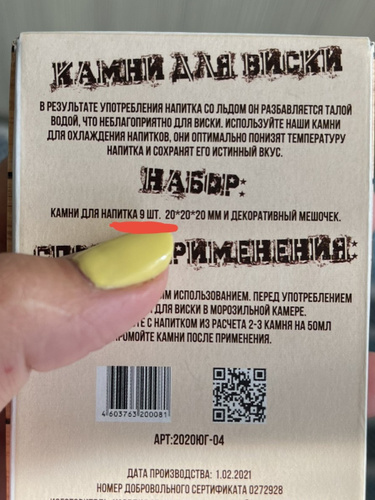 КАМНИ ДЛЯ ВИСКИ
В РЕЗУЛЬТАТЕ УПОТРЕБЛЕНИЯ НАПИТКА СО ЛЬДОМ ОН РАЗБАВЛЯЕТСЯ ТАЛОЙ
ВОДОЙ, ЧТО НЕБЛАГОПРИЯТНО ДЛЯ ВИСКИ. ИСПОЛЬЗУЙТЕ НАШИ КАМНИ
ДЛЯ ОХЛАЖДЕНИЯ НАПИТКОВ, ОНИ ОПТИМАЛЬНО ПОНИЗЯТ ТЕМПЕРАТУРУ
НАПИТКА И СОХРАНЯТ ЕГО ИСТИННЫЙ ВКУС.
НАБОР:
КАМНИ ДЛЯ НАПИТКА 9 ШТ. 20*20*20 ММ И ДЕКОРАТИВНЫЙ МЕШОЧЕК.
ПРИМЕНЕНИЯ:
ИСПОЛЬЗОВАНИЕМ. ПЕРЕД УПОТРЕБЛЕНИЕМ
ДЛЯ ВИСКИ В МОРОЗИЛЬНОЙ КАМЕРЕ.
С НАПИТКОМ ИЗ РАСЧЕТА 2-3 КАМНЯ НА 50МЛ
ПРОМОЙТЕ КАМНИ ПОСЛЕ ПРИМЕНЕНИЯ.
4603763200081
АРТ:2020ЮГ-04
ДАТА ПРОИЗВОДСТВА: 1.02.2021
НОМЕР ДОБРОВОЛЬНОГО СЕРТИФИКАТА 0272928